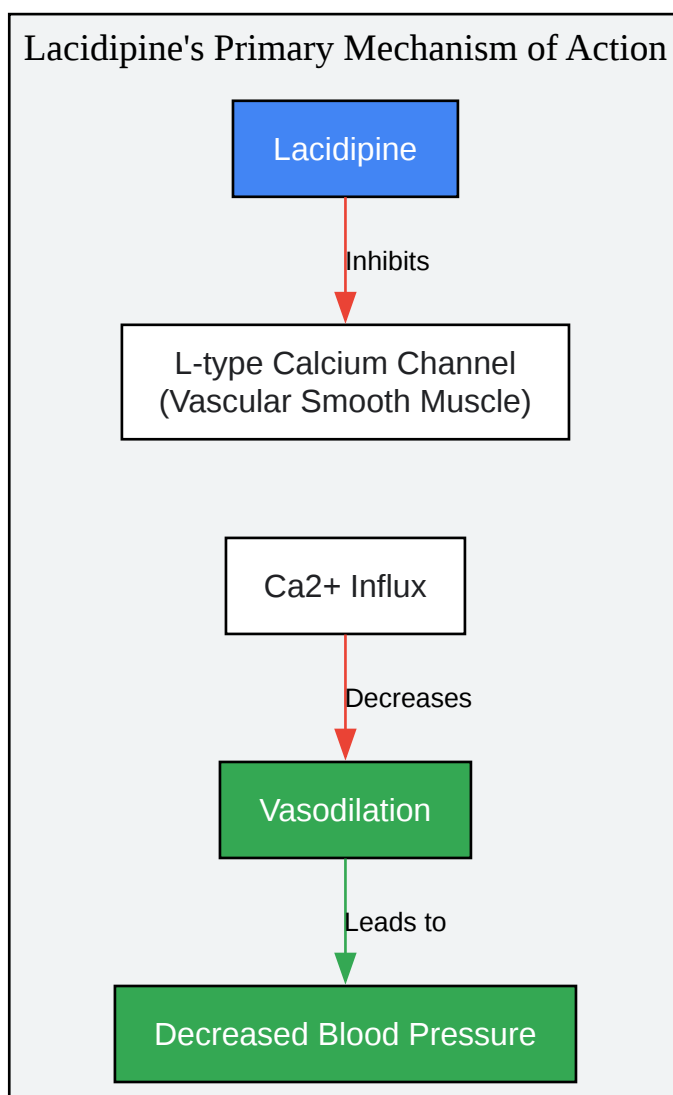 Lacidipine's Primary Mechanism of Action
Lacidipine
Inhibits
L-type Calcium Channel
(Vascular Smooth Muscle)
Ca2+ Influx
Decreases
Vasodilation
Leads to
Decreased Blood Pressure